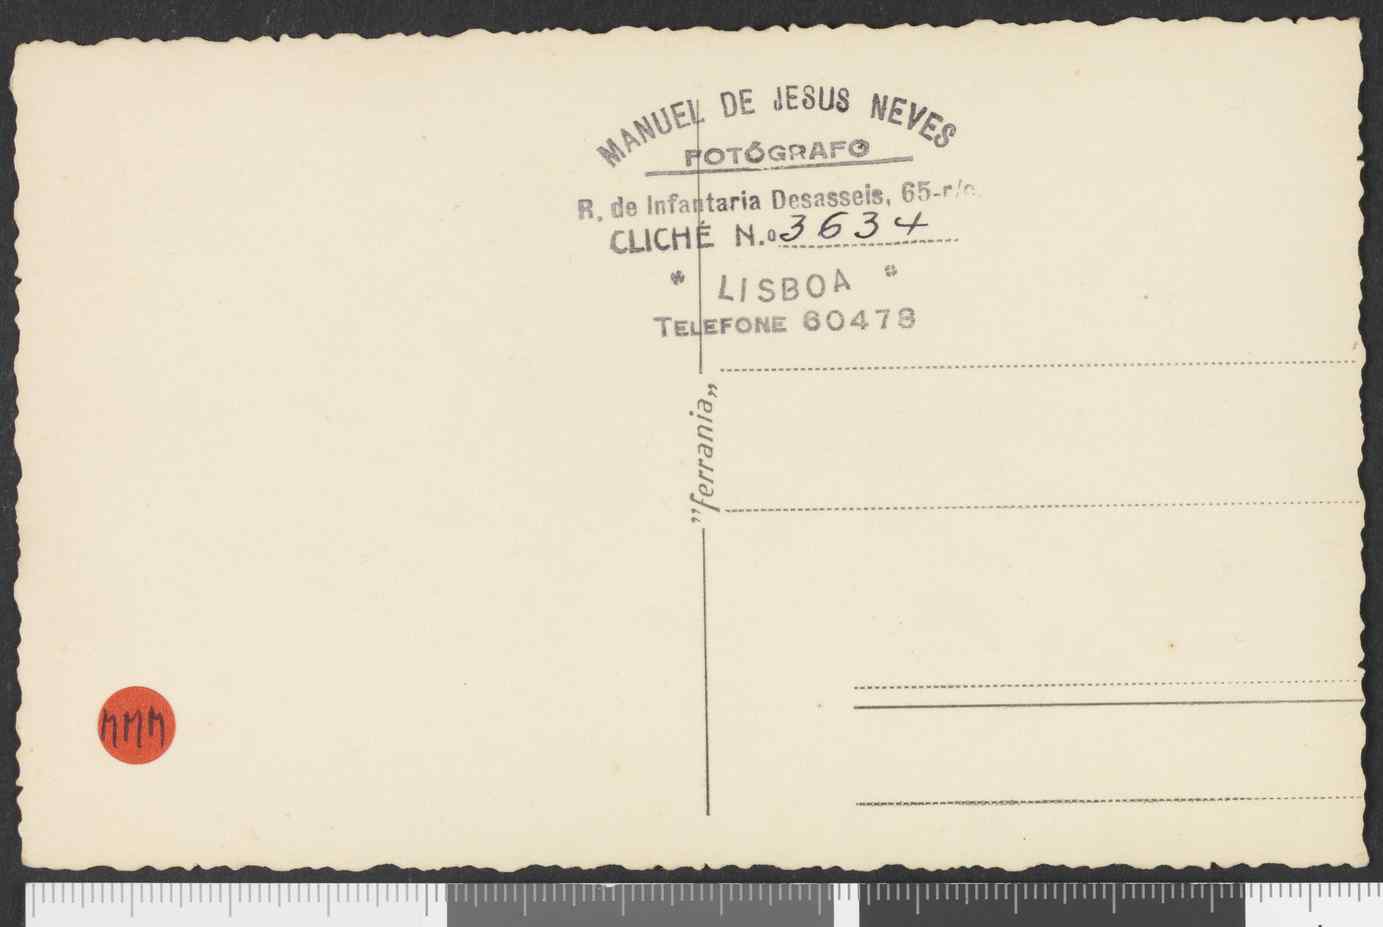 MANUEL DE JESUS NEVES
FOTÓGRAFO
R. de Infantaria Desasseis, 65-r/c.
CLICHÉ N.o 3634
* LISBOA *
TELEFONE 60478
"ferrania„